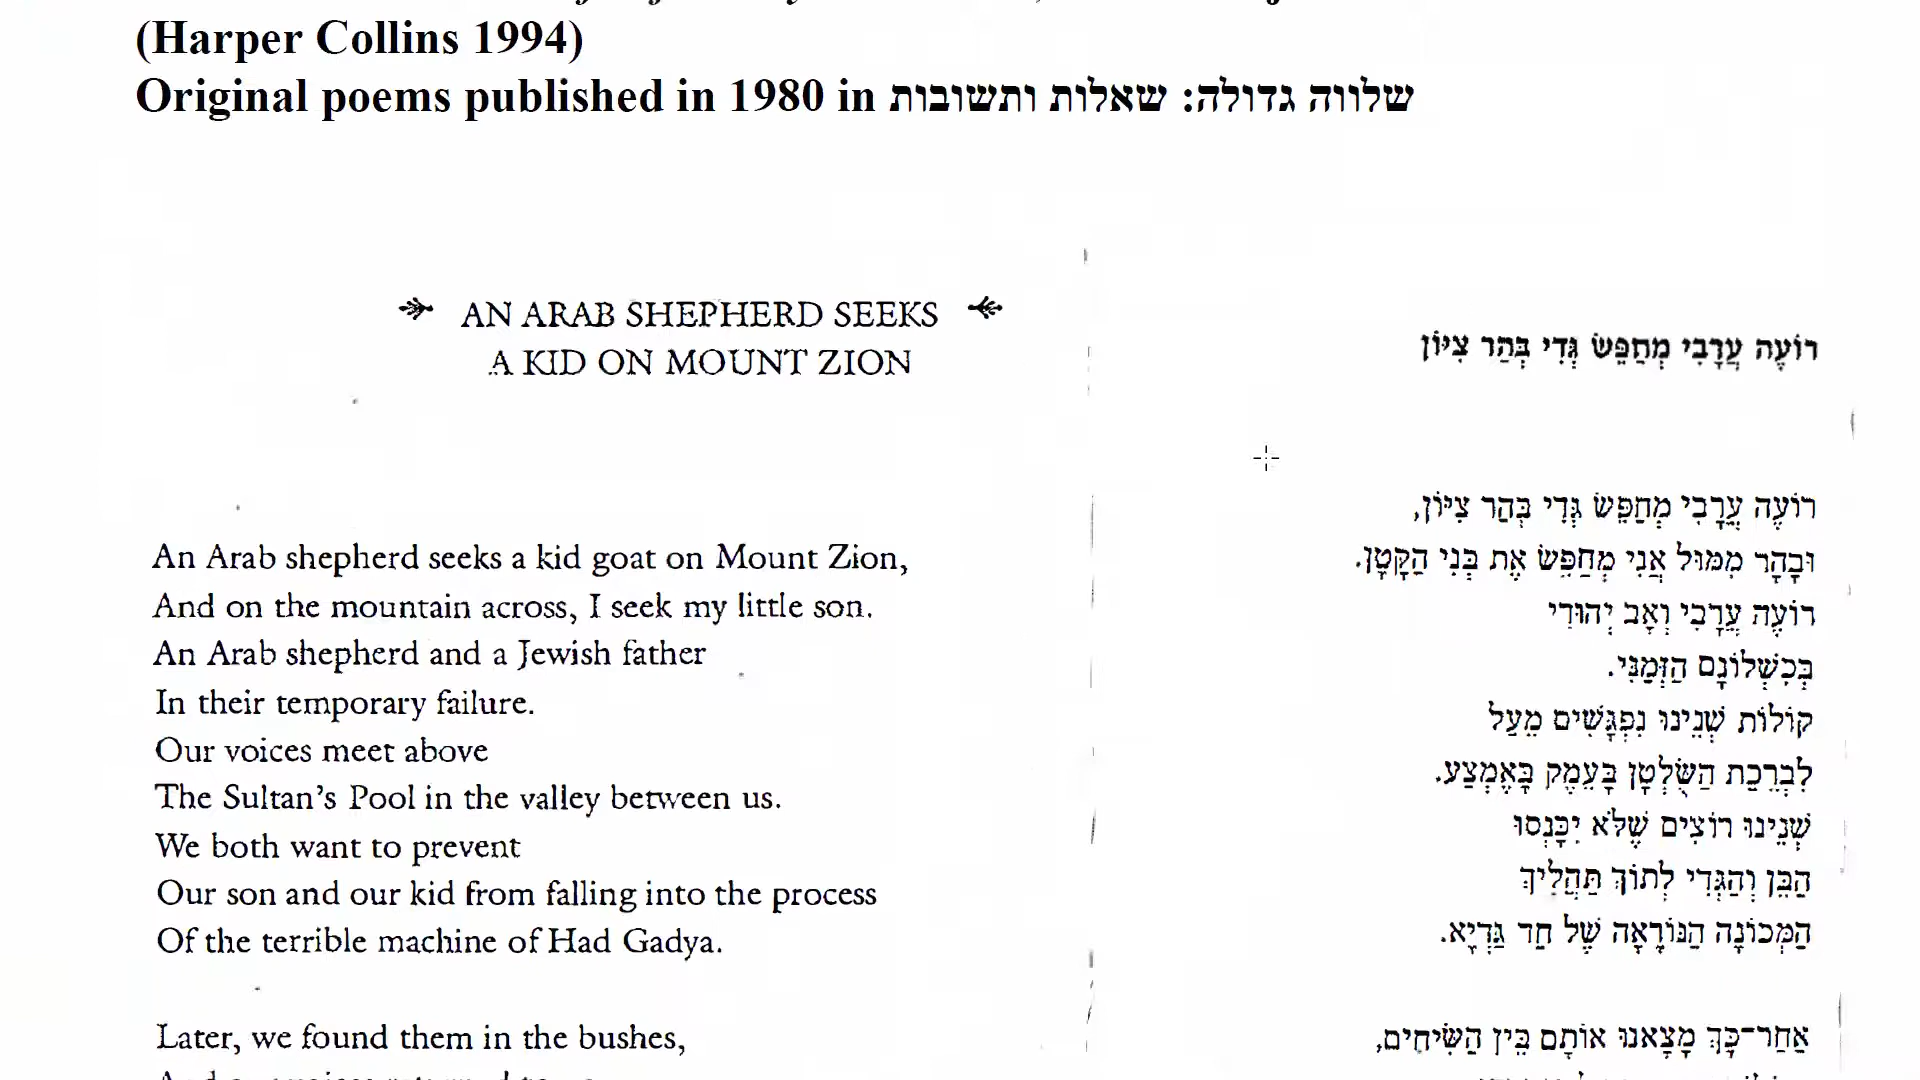 (Harper Collins 1994)
Original poems published in 1980 in שלווה גדולה: שאלות ותשובות
AN ARAB SHEPHERD SEEKS
A KID ON MOUNT ZION
An Arab shepherd seeks a kid goat on Mount Zion,
And on the mountain across, I seek my little son.
An Arab shepherd and a Jewish father
In their temporary failure.
Our voices meet above
The Sultan's Pool in the valley between us.
We both want to prevent
Our son and our kid from falling into the process
Of the terrible machine of Had Gadya.
Later, we found them in the bushes,
רוֹעֶה עֲרָבִי מְחַפֵּשׂ גְּדִי בְּהַר צִיּוֹן
רוֹעֶה עֲרָבִי מְחַפֵּשׂ גְּדִי בְּהַר צִיּוֹן,
וּבָהָר מִמּוּל אֲנִי מְחַפֵּשׂ אֶת בְּנִי הַקָּטָן.
רוֹעֶה עֲרָבִי וְאָב יְהוּדִי
בְּכִשְׁלוֹנָם הַזְּמַנִּי.
קוֹלוֹת שְׁנֵינוּ נִפְגָּשִׁים מֵעַל
לִבְרֵכַת הַשֻּׂלְטָן בָּעֵמֶק בָּאֶמְצַע.
שְׁנֵינוּ רוֹצִים שֶׁלֹּא יִכָּנְסוּ
הַבֵּן וְהַגְּדִי לְתוֹךְ תַּהֲלִיךְ
הַמְּכוֹנָה הַנּוֹרָאָה שֶׁל חַד גַּדְיָא.
אַחַר־כָּךְ מָצָאנוּ אוֹתָם בֵּין הַשִּׂיחִים,